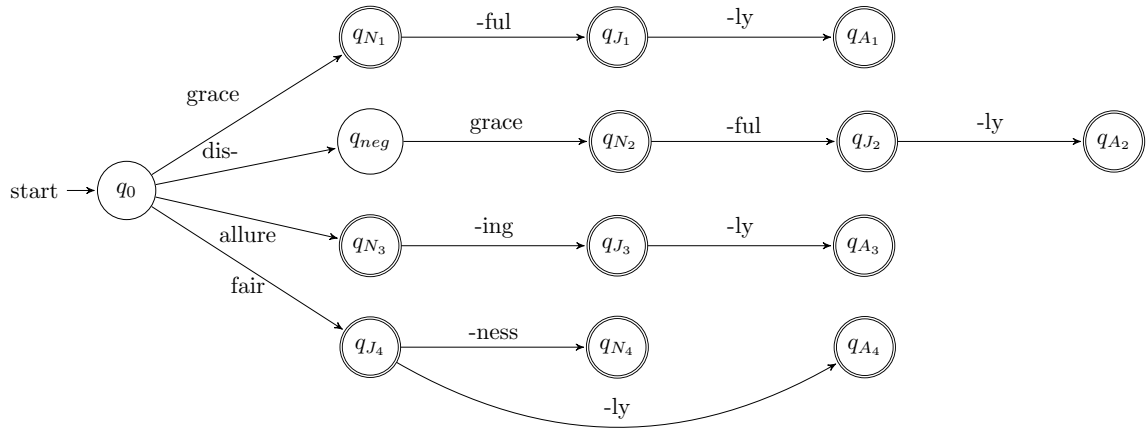 q_{N_1} -ful q_{J_1} -ly q_{A_1}
grace
q_{neg} grace q_{N_2} -ful q_{J_2} -ly q_{A_2}
dis-
start q_0
allure
q_{N_3} -ing q_{J_3} -ly q_{A_3}
fair
q_{J_4} -ness q_{N_4} q_{A_4}
-ly